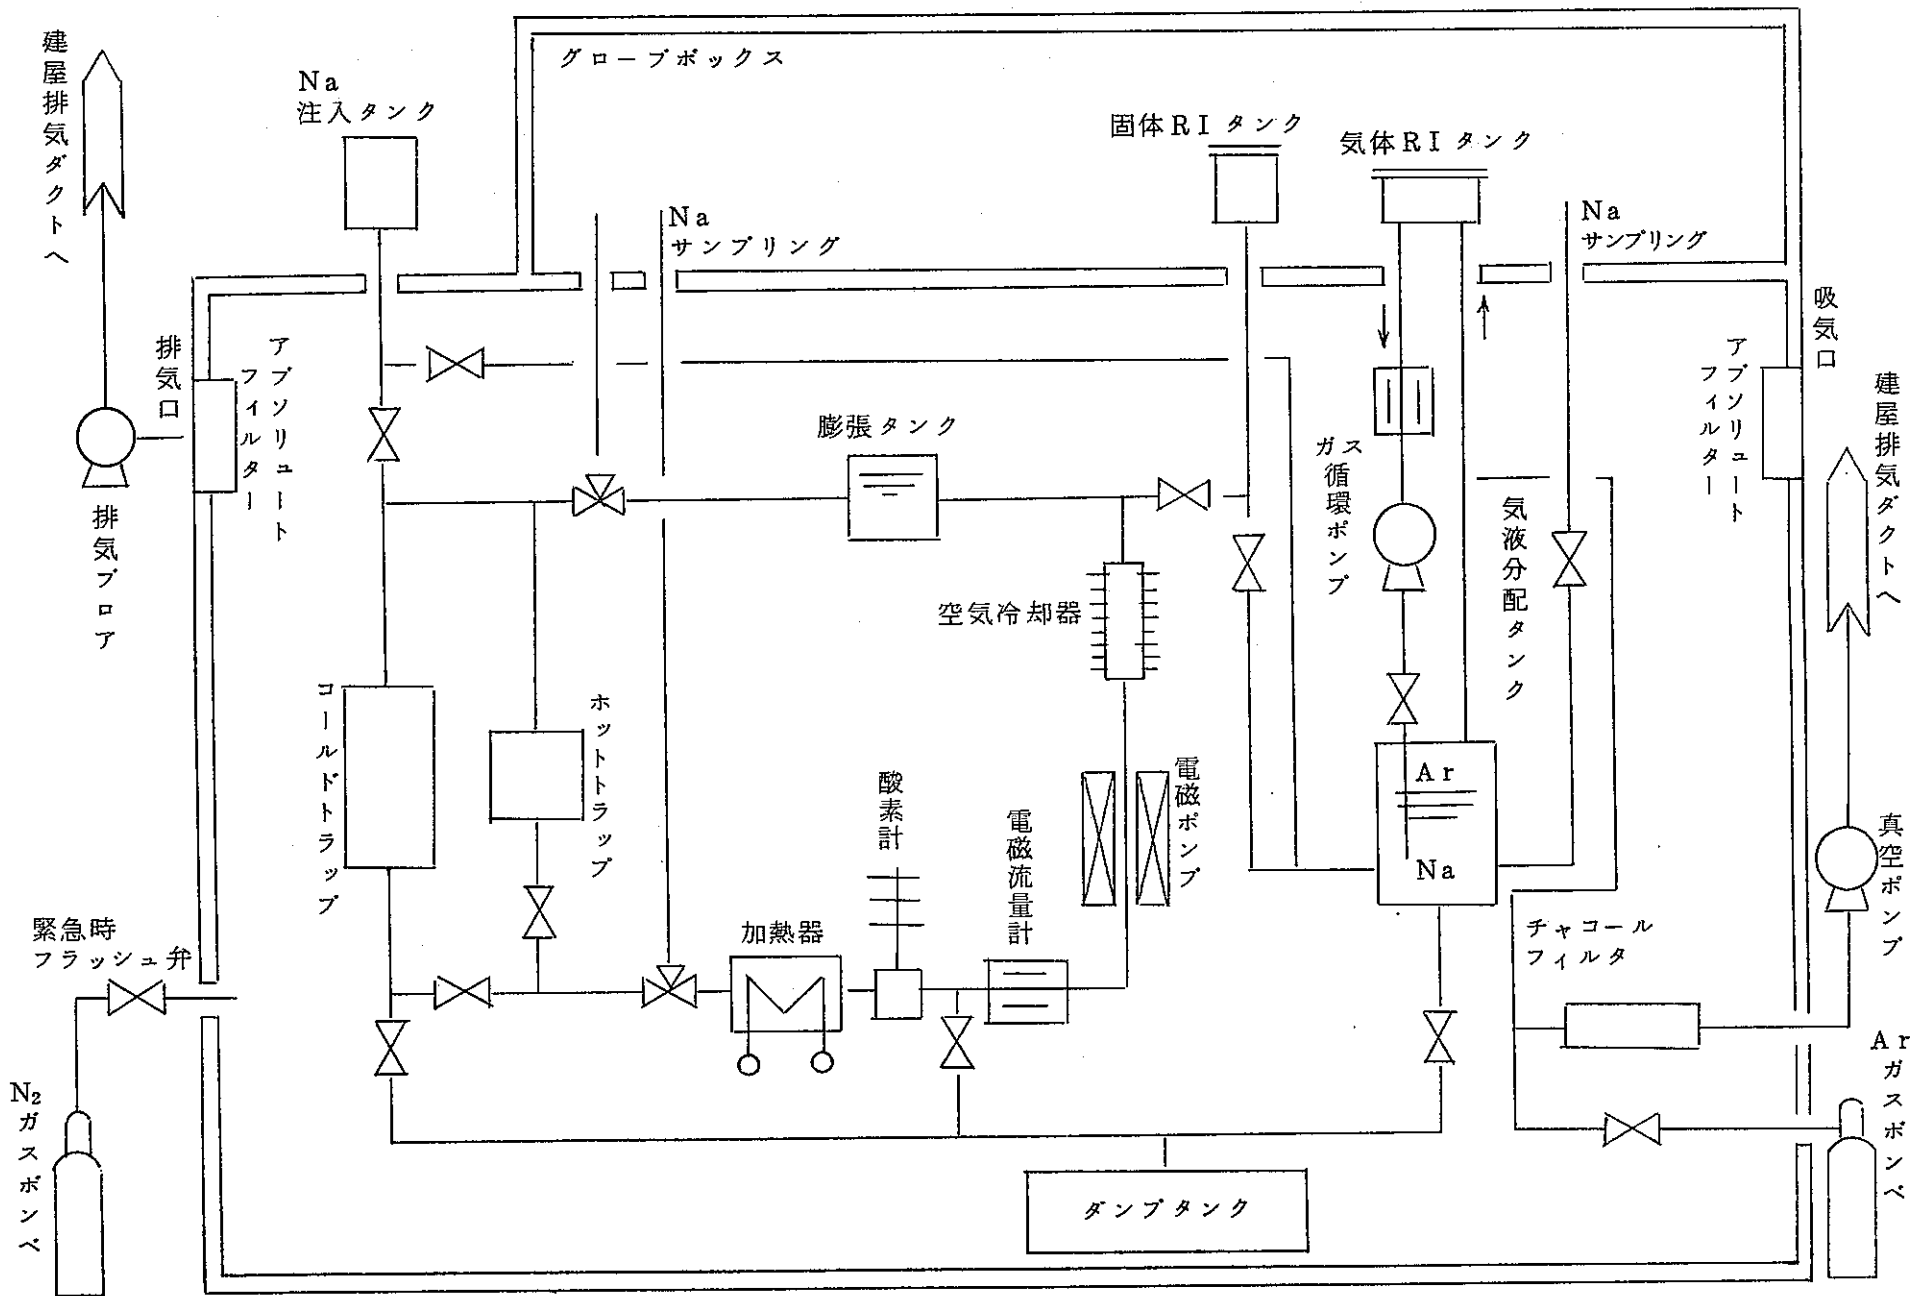 グローブボックス
建屋排気ダクトへ
Na
注入タンク
固体RIタンク
気体RIタンク
Na
サンプリング
Na
サンプリング
排気口
アブソリュート
フィルター
吸気口
アブソリュート
フィルター
建屋排気ダクトへ
膨張タンク
ガス
循環ポンプ
気液分配タンク
排気ブロア
空気冷却器
コールドトラップ
ホットトラップ
酸素計
電磁流量計
電磁ポンプ
Ar
Na
真空ポンプ
緊急時
フラッシュ弁
加熱器
チャコール
フィルタ
N₂
ガスボンベ
Ar
ガスボンベ
ダンプタンク